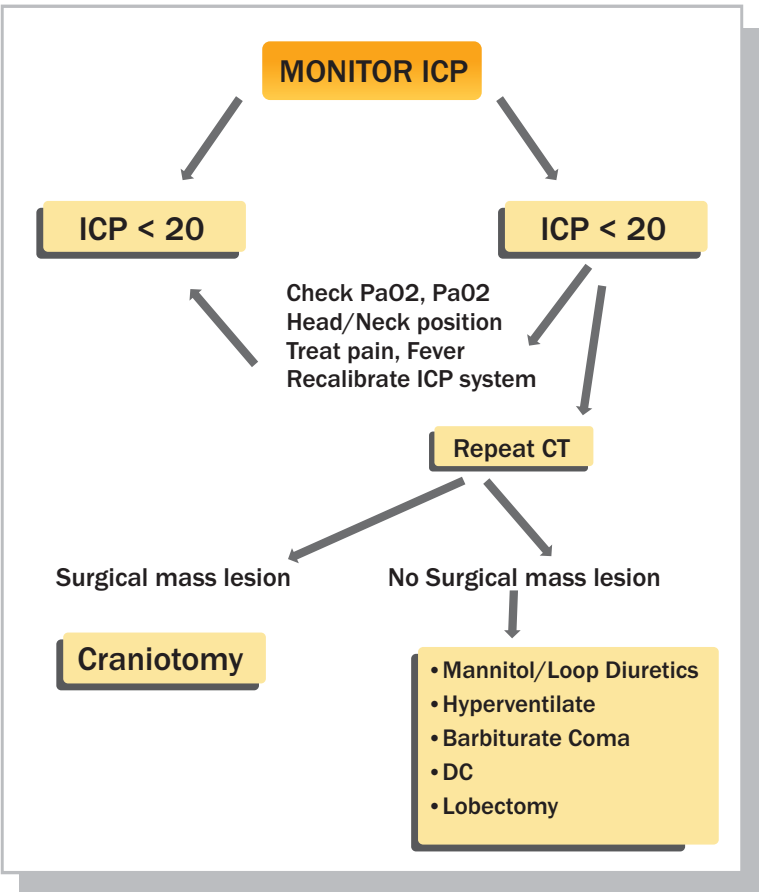 MONITOR ICP
ICP < 20
ICP < 20
Check PaO2, Pa02
Head/Neck position
Treat pain, Fever
Recalibrate ICP system
Repeat CT
Surgical mass lesion
No Surgical mass lesion
Craniotomy
•Mannitol/Loop Diuretics
•Hyperventilate
•Barbiturate Coma
•DC
•Lobectomy